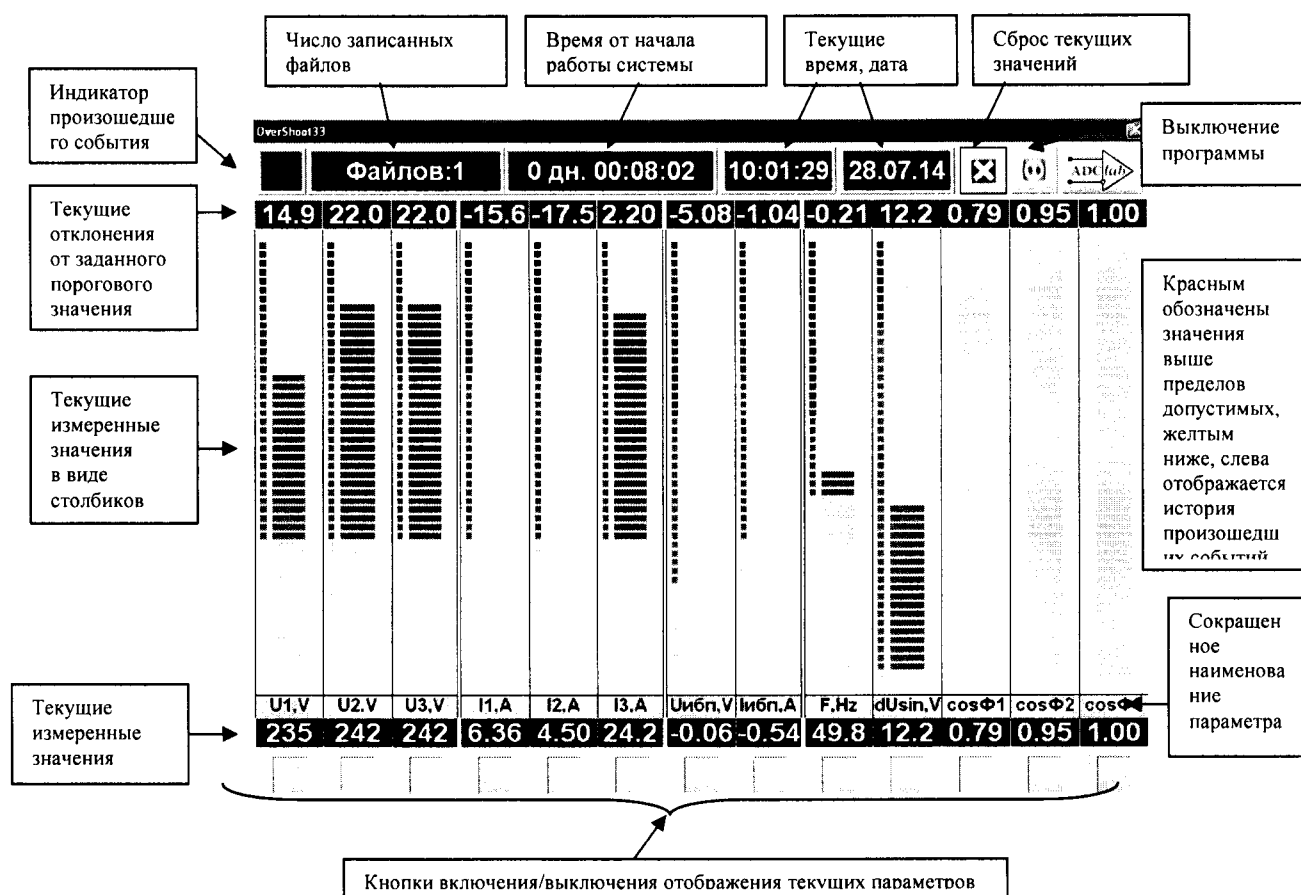 Число записанных
файлов
Время от начала
работы системы
Текущие
время, дата
Сброс текущих
значений
Индикатор
произошедше
го события
Выключение
программы
OverShoot33
Файлов:1
0 дн. 00:08:02
10:01:29
28.07.14
ADClab
Текущие
отклонения
от заданного
порогового
значения
14.9 22.0 22.0 -15.6 -17.5 2.20 -5.08 -1.04 -0.21 12.2 0.79 0.95 1.00
Красным
обозначены
значения
выше
пределов
допустимых,
желтым
ниже, слева
отображается
история
произошедш
их событий
Текущие
измеренные
значения
в виде
столбиков
Сокращен
ное
наименова
ние
параметра
U1,V U2.V U3,V I1,A I2,A I3,A Uибп,V Iибп,A F,Hz dUsin,V cosФ1 cosФ2 cosФ
Текущие
измеренные
значения
235 242 242 6.36 4.50 24.2 -0.06 -0.54 49.8 12.2 0.79 0.95 1.00
Кнопки включения/выключения отображения текущих параметров